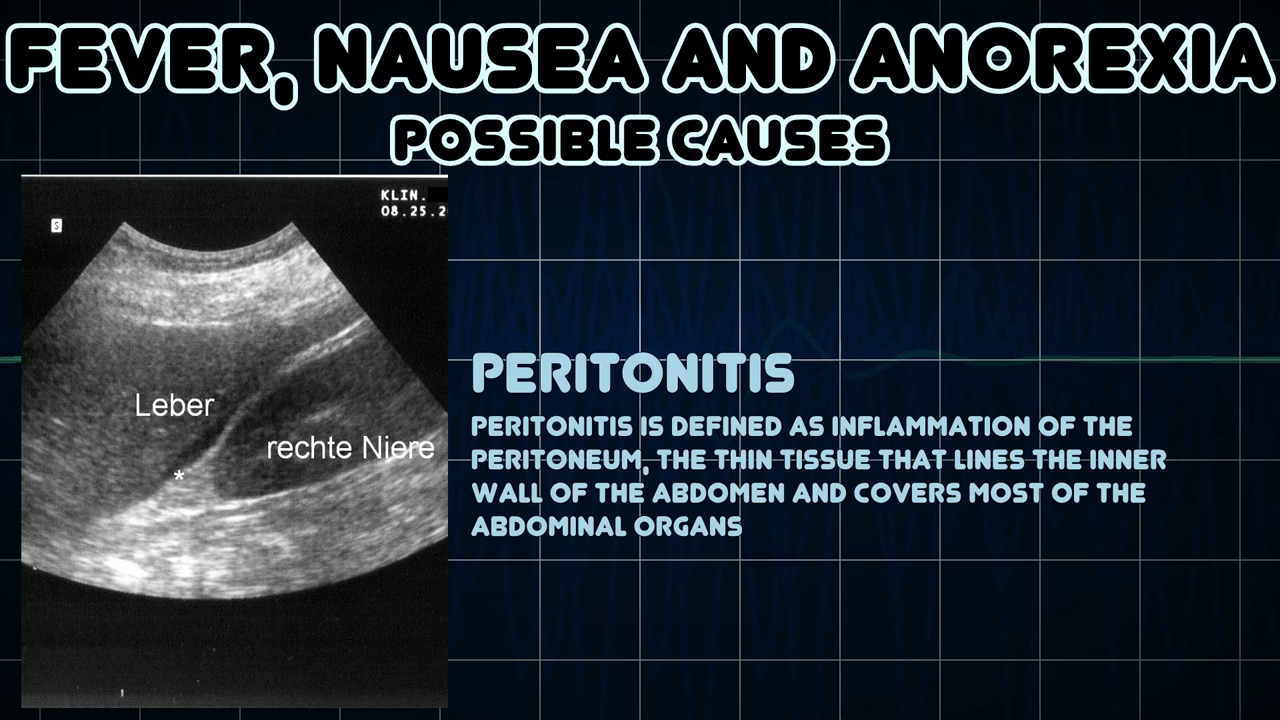 FEVER, NAUSEA AND ANOREXIA
POSSIBLE CAUSES
KLIN.
08.25.2
S
Leber
rechte Niere
*
PERITONITIS
PERITONITIS IS DEFINED AS INFLAMMATION OF THE
PERITONEUM, THE THIN TISSUE THAT LINES THE INNER
WALL OF THE ABDOMEN AND COVERS MOST OF THE
ABDOMINAL ORGANS